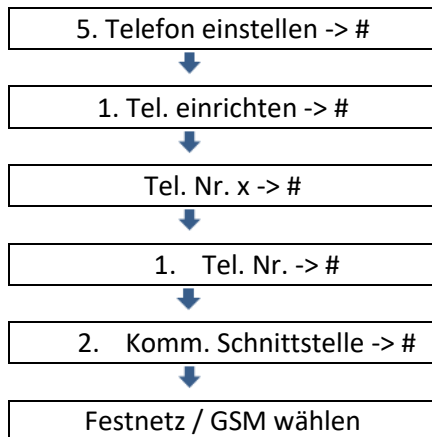 5. Telefon einstellen -> #
1. Tel. einrichten -> #
Tel. Nr. x -> #
1. Tel. Nr. -> #
2. Komm. Schnittstelle -> #
Festnetz / GSM wählen